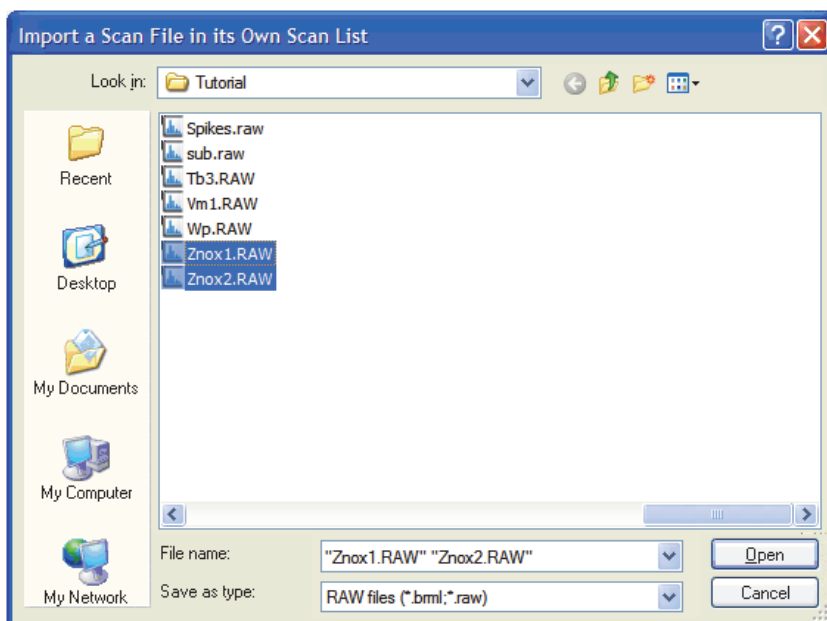 Import a Scan File in its Own Scan List
Look in:
Tutorial
Recent
Desktop
My Documents
My Computer
My Network
Spikes.raw
sub.raw
Tb3.RAW
Vm1.RAW
Wp.RAW
Znox1.RAW
Znox2.RAW
File name:
"Znox1.RAW" "Znox2.RAW"
Open
Save as type:
RAW files (*.brml;*.raw)
Cancel